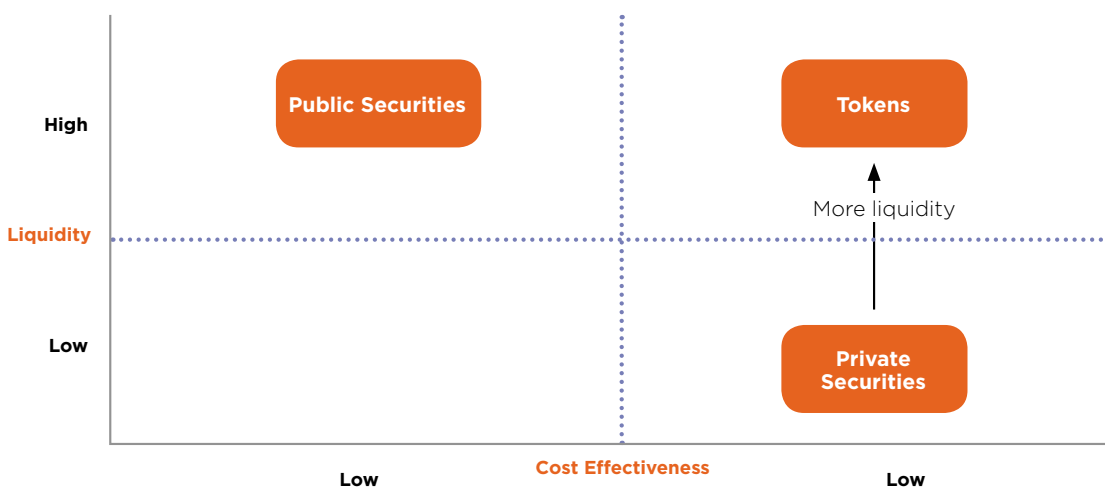 Public Securities
Tokens
High
More liquidity
Liquidity
Low
Private
Securities
Cost Effectiveness
Low
Low